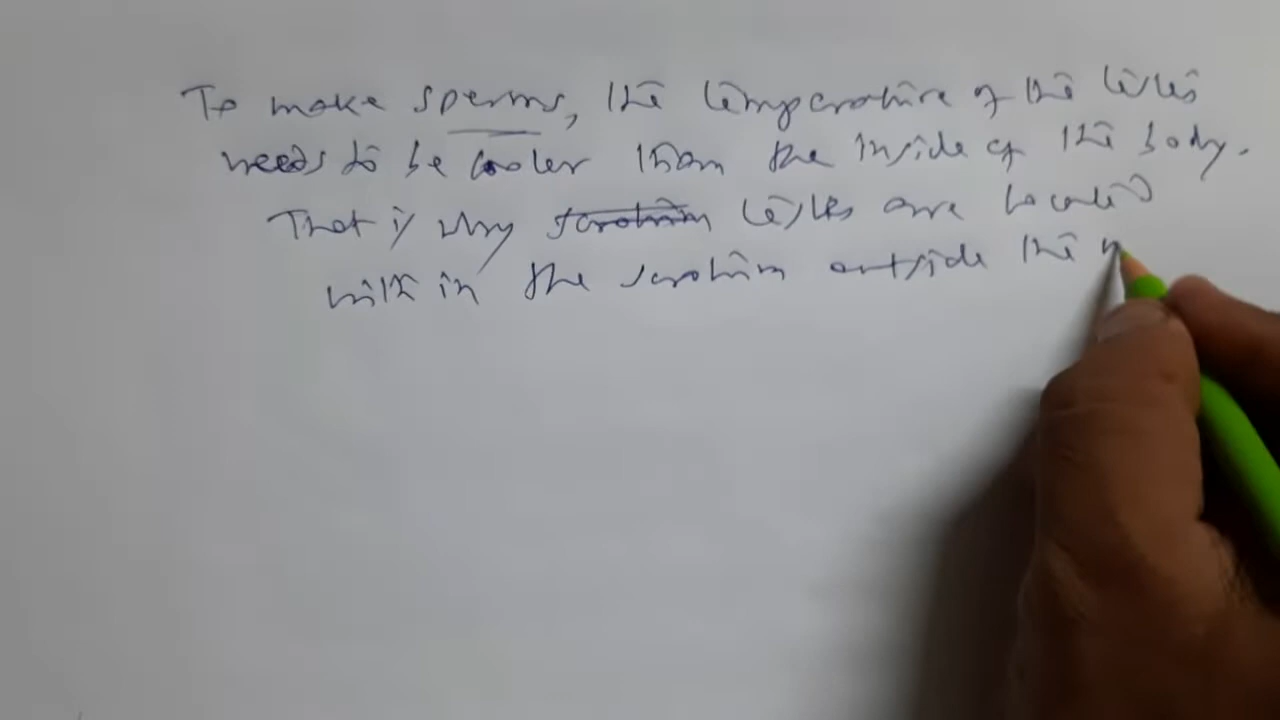 To make sperms, the temperature of the testes
needs to be cooler than the inside of the body.
That is why scrotum testes are located
with in the scrotum outside the